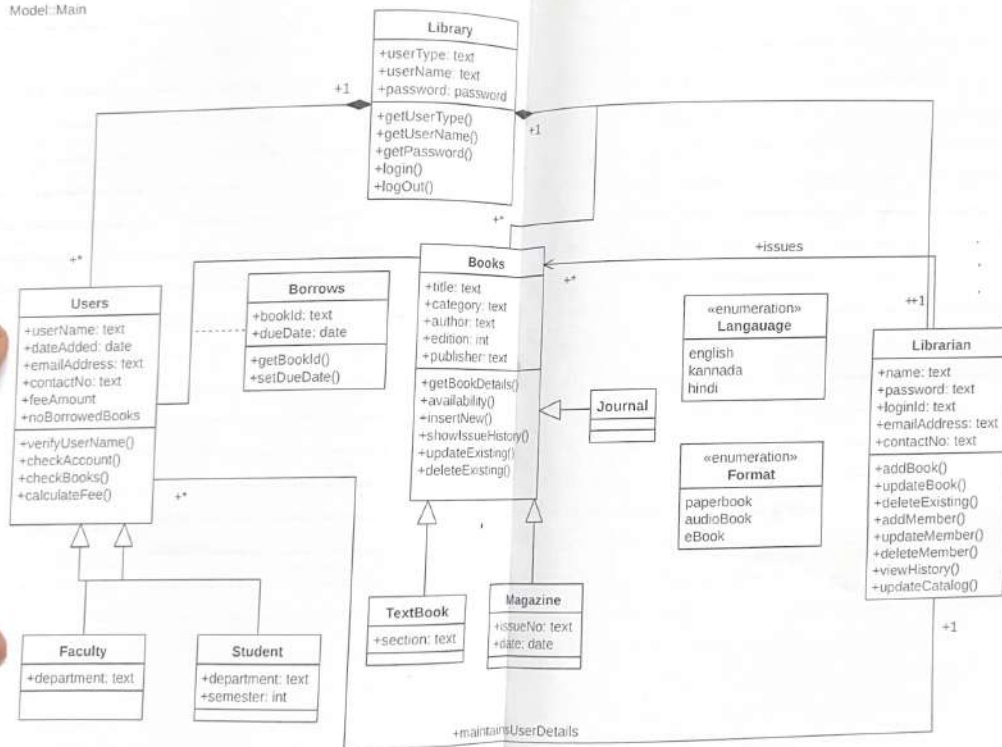 Model::Main
Library
+userType: text
+userName: text
+password: password
+getUserType()
+getUserName()
+getPassword()
+login()
+logOut()
+1
+1
+*
+*
Users
+userName: text
+dateAdded: date
+emailAddress: text
+contactNo: text
+feeAmount
+noBorrowedBooks
+verifyUserName()
+checkAccount()
+checkBooks()
+calculateFee()
+*
Borrows
+bookId: text
+dueDate: date
+getBookId()
+setDueDate()
Books
+title: text
+category: text
+author: text
+edition: int
+publisher: text
+getBookDetails()
+availability()
+insertNew()
+showIssueHistory()
+updateExisting()
+deleteExisting()
+issues
+*
++1
Journal
«enumeration»
Langauage
english
kannada
hindi
«enumeration»
Format
paperbook
audioBook
eBook
Librarian
+name: text
+password: text
+loginId: text
+emailAddress: text
+contactNo: text
+addBook()
+updateBook()
+deleteExisting()
+addMember()
+updateMember()
+deleteMember()
+viewHistory()
+updateCatalog()
+1
Faculty
+department: text
Student
+department: text
+semester: int
TextBook
+section: text
Magazine
+issueNo: text
+date: date
+maintainsUserDetails